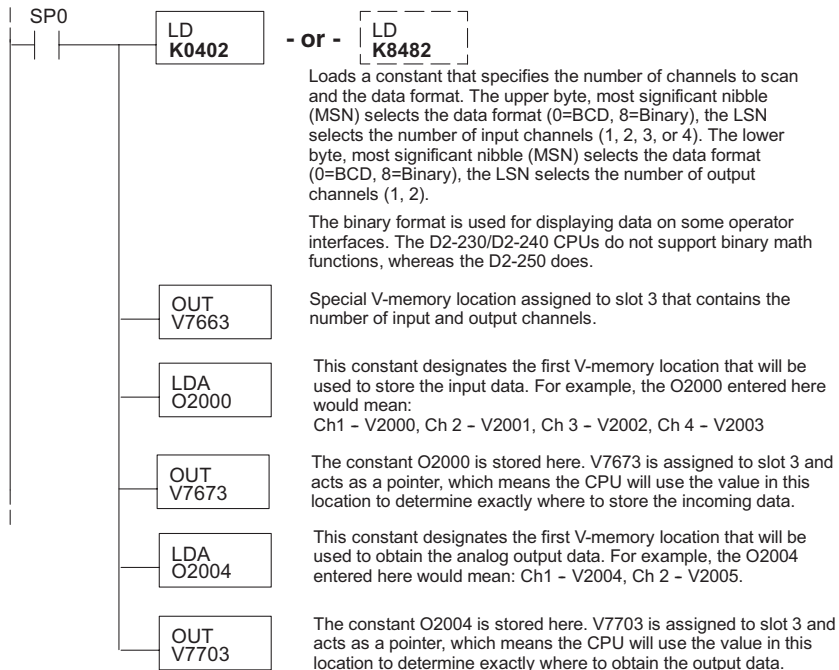 SP0
LD
K0402
- or -
LD
K8482
Loads a constant that specifies the number of channels to scan
and the data format. The upper byte, most significant nibble
(MSN) selects the data format (0=BCD, 8=Binary), the LSN
selects the number of input channels (1, 2, 3, or 4). The lower
byte, most significant nibble (MSN) selects the data format
(0=BCD, 8=Binary), the LSN selects the number of output
channels (1, 2).
The binary format is used for displaying data on some operator
interfaces. The D2-230/D2-240 CPUs do not support binary math
functions, whereas the D2-250 does.
OUT
V7663
Special V-memory location assigned to slot 3 that contains the
number of input and output channels.
LDA
O2000
This constant designates the first V-memory location that will be
used to store the input data. For example, the O2000 entered here
would mean:
Ch1 – V2000, Ch 2 – V2001, Ch 3 – V2002, Ch 4 – V2003
OUT
V7673
The constant O2000 is stored here. V7673 is assigned to slot 3 and
acts as a pointer, which means the CPU will use the value in this
location to determine exactly where to store the incoming data.
LDA
O2004
This constant designates the first V-memory location that will be
used to obtain the analog output data. For example, the O2004
entered here would mean: Ch1 – V2004, Ch 2 – V2005.
OUT
V7703
The constant O2004 is stored here. V7703 is assigned to slot 3 and
acts as a pointer, which means the CPU will use the value in this
location to determine exactly where to obtain the output data.